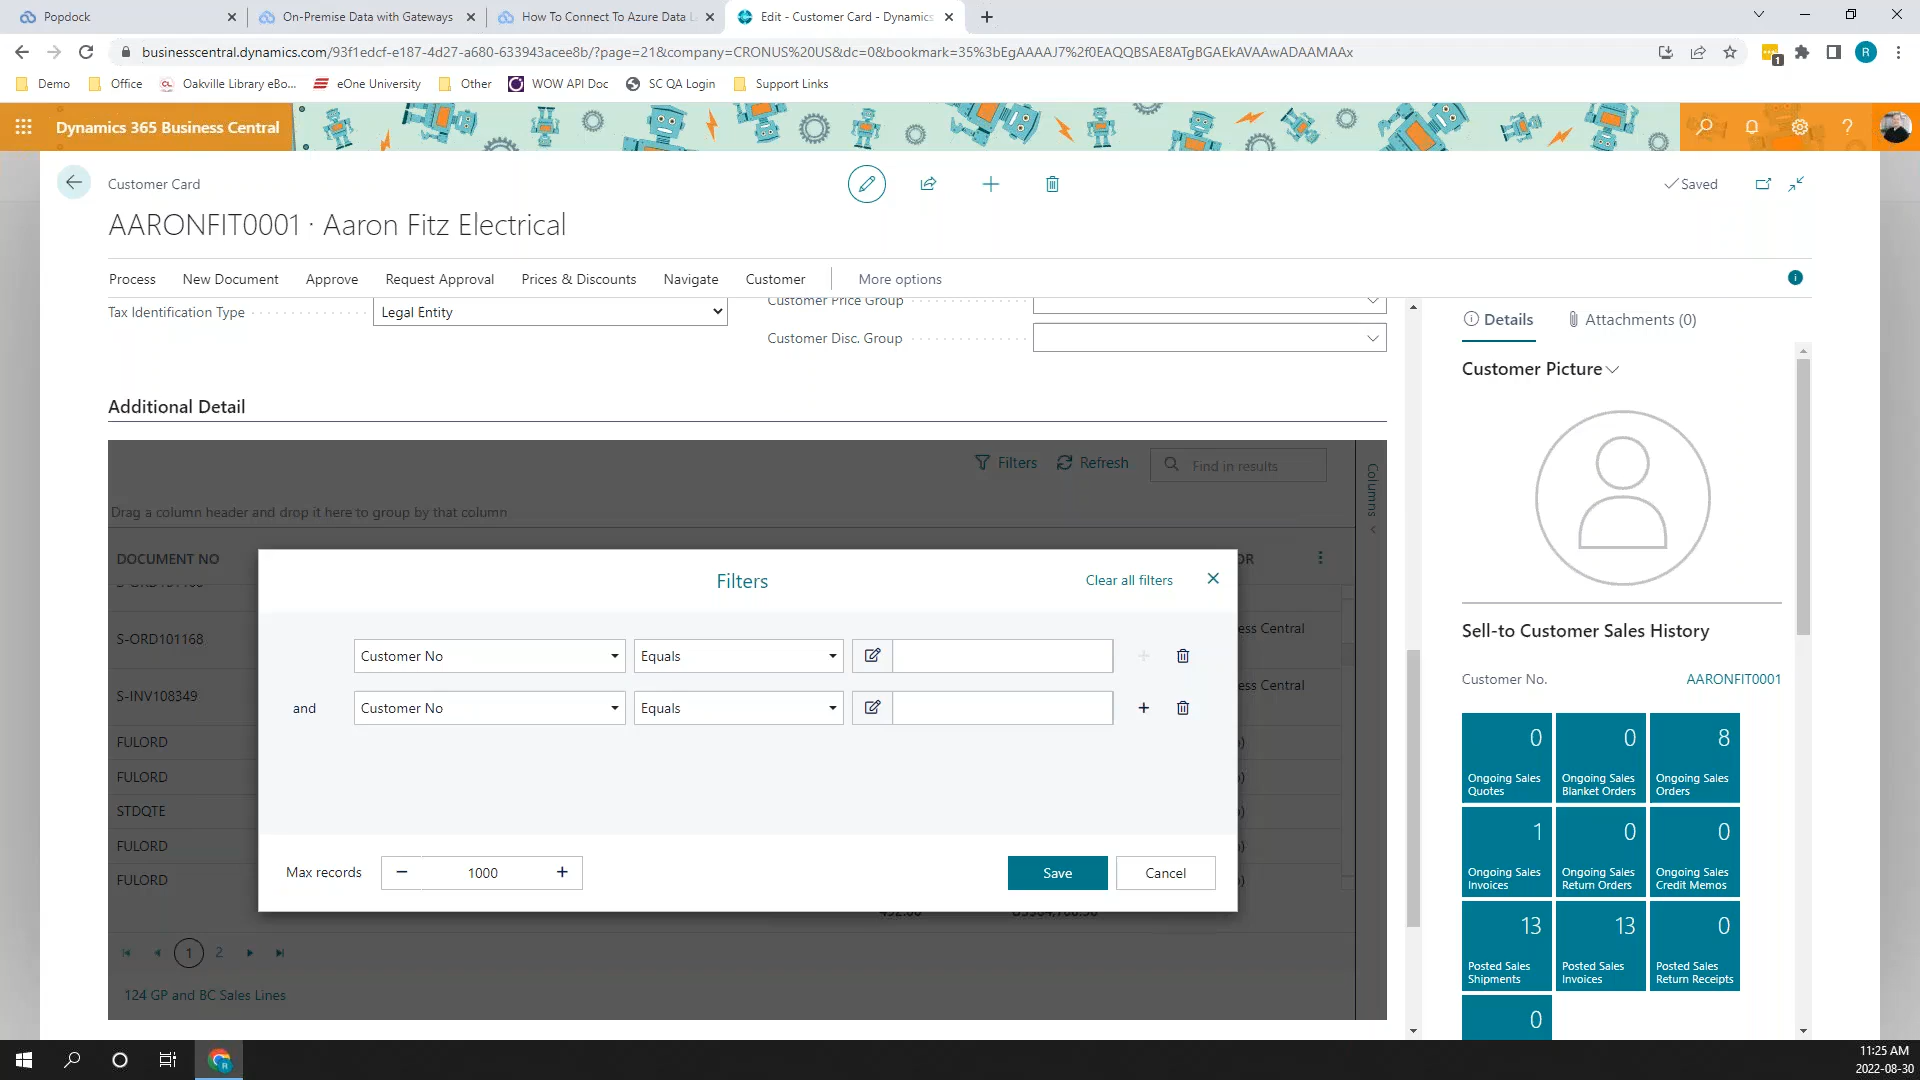 Popdock
On-Premise Data with Gateways
How To Connect To Azure Data L
Edit - Customer Card - Dynamics
businesscentral.dynamics.com/93f1edcf-e187-4d27-a680-633943acee8b/?page=21&company=CRONUS%20US&dc=0&bookmark=35%3bEgAAAAJ7%2f0EAQQBSAE8ATgBGAEkAVAAwADAAMAAx
1
R
Demo
Office
Oakville Library eBo...
eOne University
Other
WOW API Doc
SC QA Login
Support Links
Dynamics 365 Business Central
Customer Card
Saved
AARONFIT0001 · Aaron Fitz Electrical
Process
New Document
Approve
Request Approval
Prices & Discounts
Navigate
Customer
More options
Tax Identification Type
Legal Entity
Customer Price Group
Customer Disc. Group
Details
Attachments (0)
Customer Picture
Additional Detail
Filters
Refresh
Find in results
Columns
Drag a column header and drop it here to group by that column
DOCUMENT NO
S-ORD101168
ess Central
S-INV108349
ess Central
FULORD
FULORD
STDQTE
FULORD
FULORD
Filters
Clear all filters
Customer No
Equals
and
Customer No
Equals
Max records
1000
Save
Cancel
1
2
124 GP and BC Sales Lines
Sell-to Customer Sales History
Customer No.
AARONFIT0001
0
Ongoing Sales Quotes
0
Ongoing Sales Blanket Orders
8
Ongoing Sales Orders
1
Ongoing Sales Invoices
0
Ongoing Sales Return Orders
0
Ongoing Sales Credit Memos
13
Posted Sales Shipments
13
Posted Sales Invoices
0
Posted Sales Return Receipts
0
11:25 AM
2022-08-30